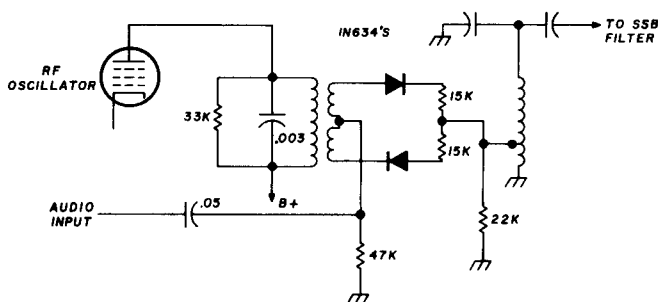 IN634'S
TO SSB
FILTER
RF
OSCILLATOR
33K
.003
15K
15K
B+
AUDIO
INPUT
.05
47K
22K